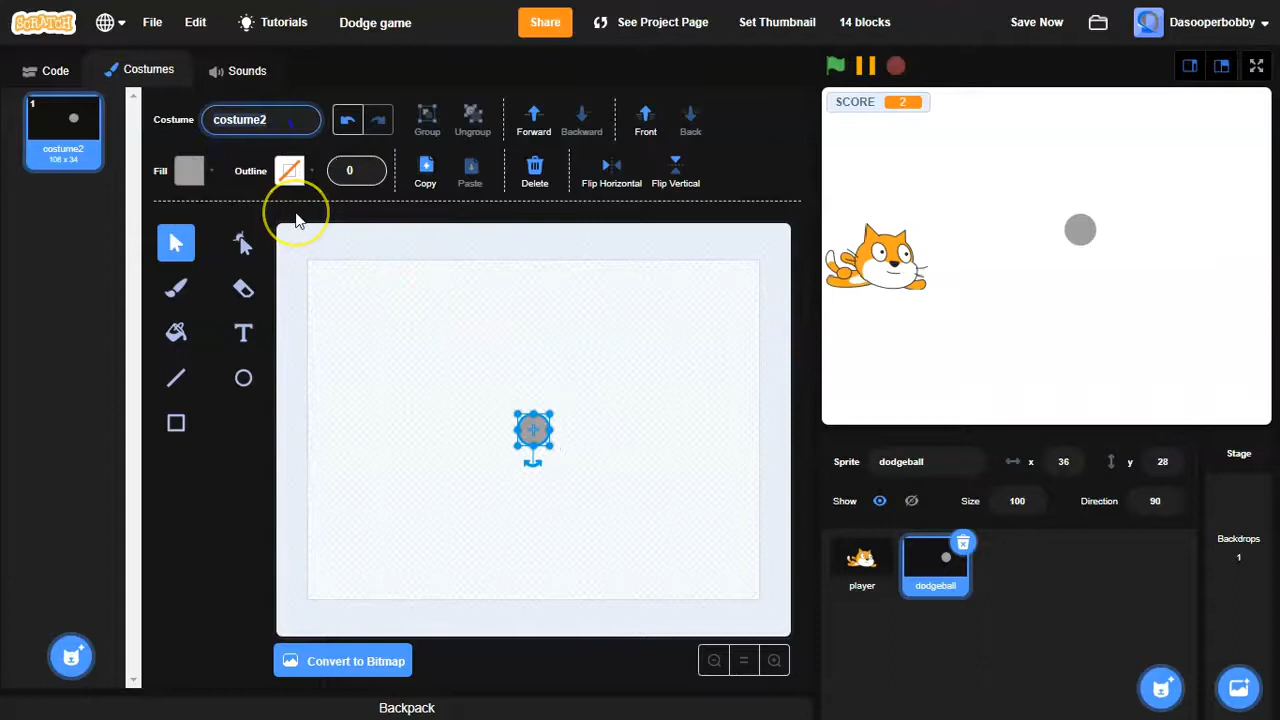 SCRATCH File Edit Tutorials Dodge game Share See Project Page Set Thumbnail 14 blocks Save Now Dasooperbobby
Code Costumes Sounds
1
costume2
108 x 34
Costume costume2 Group Ungroup Forward Backward Front Back
Fill Outline 0 Copy Paste Delete Flip Horizontal Flip Vertical
SCORE 2
Sprite dodgeball x 36 y 28
Show Size 100 Direction 90
player dodgeball
Stage
Backdrops
1
Convert to Bitmap
Backpack